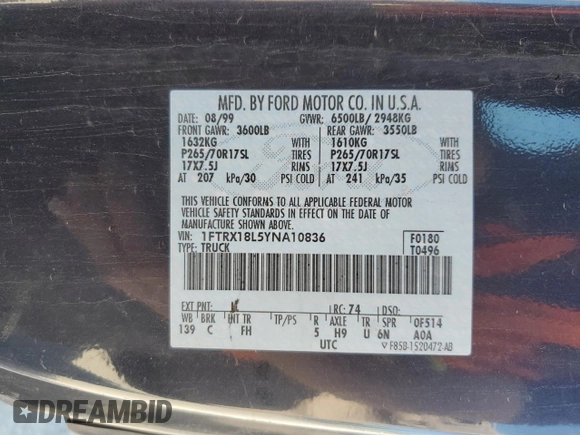 MFD. BY FORD MOTOR CO. IN U.S.A.
DATE: 08/99 GVWR: 6500LB/ 2948KG
FRONT GAWR: 3600LB REAR GAWR: 3550LB
1632KG WITH 1610KG WITH
P265/70R17SL TIRES P265/70R17SL TIRES
17X7.5J RIMS 17X7.5J RIMS
AT 207 kPa/30 PSI COLD AT 241 kPa/35 PSI COLD
THIS VEHICLE CONFORMS TO ALL APPLICABLE FEDERAL MOTOR
VEHICLE SAFETY STANDARDS IN EFFECT ON THE DATE OF
MANUFACTURE SHOWN ABOVE.
VIN: 1FTRX18L5YNA10836 F0180
TYPE: TRUCK T0496
EXT PNT: RC: 74 DSO:
WB BRK INT TR TP/PS R AXLE TR SPR 0F514
139 C FH 5 H9 U 6N A0A
UTC F85B-1520472-AB
DREAMBID